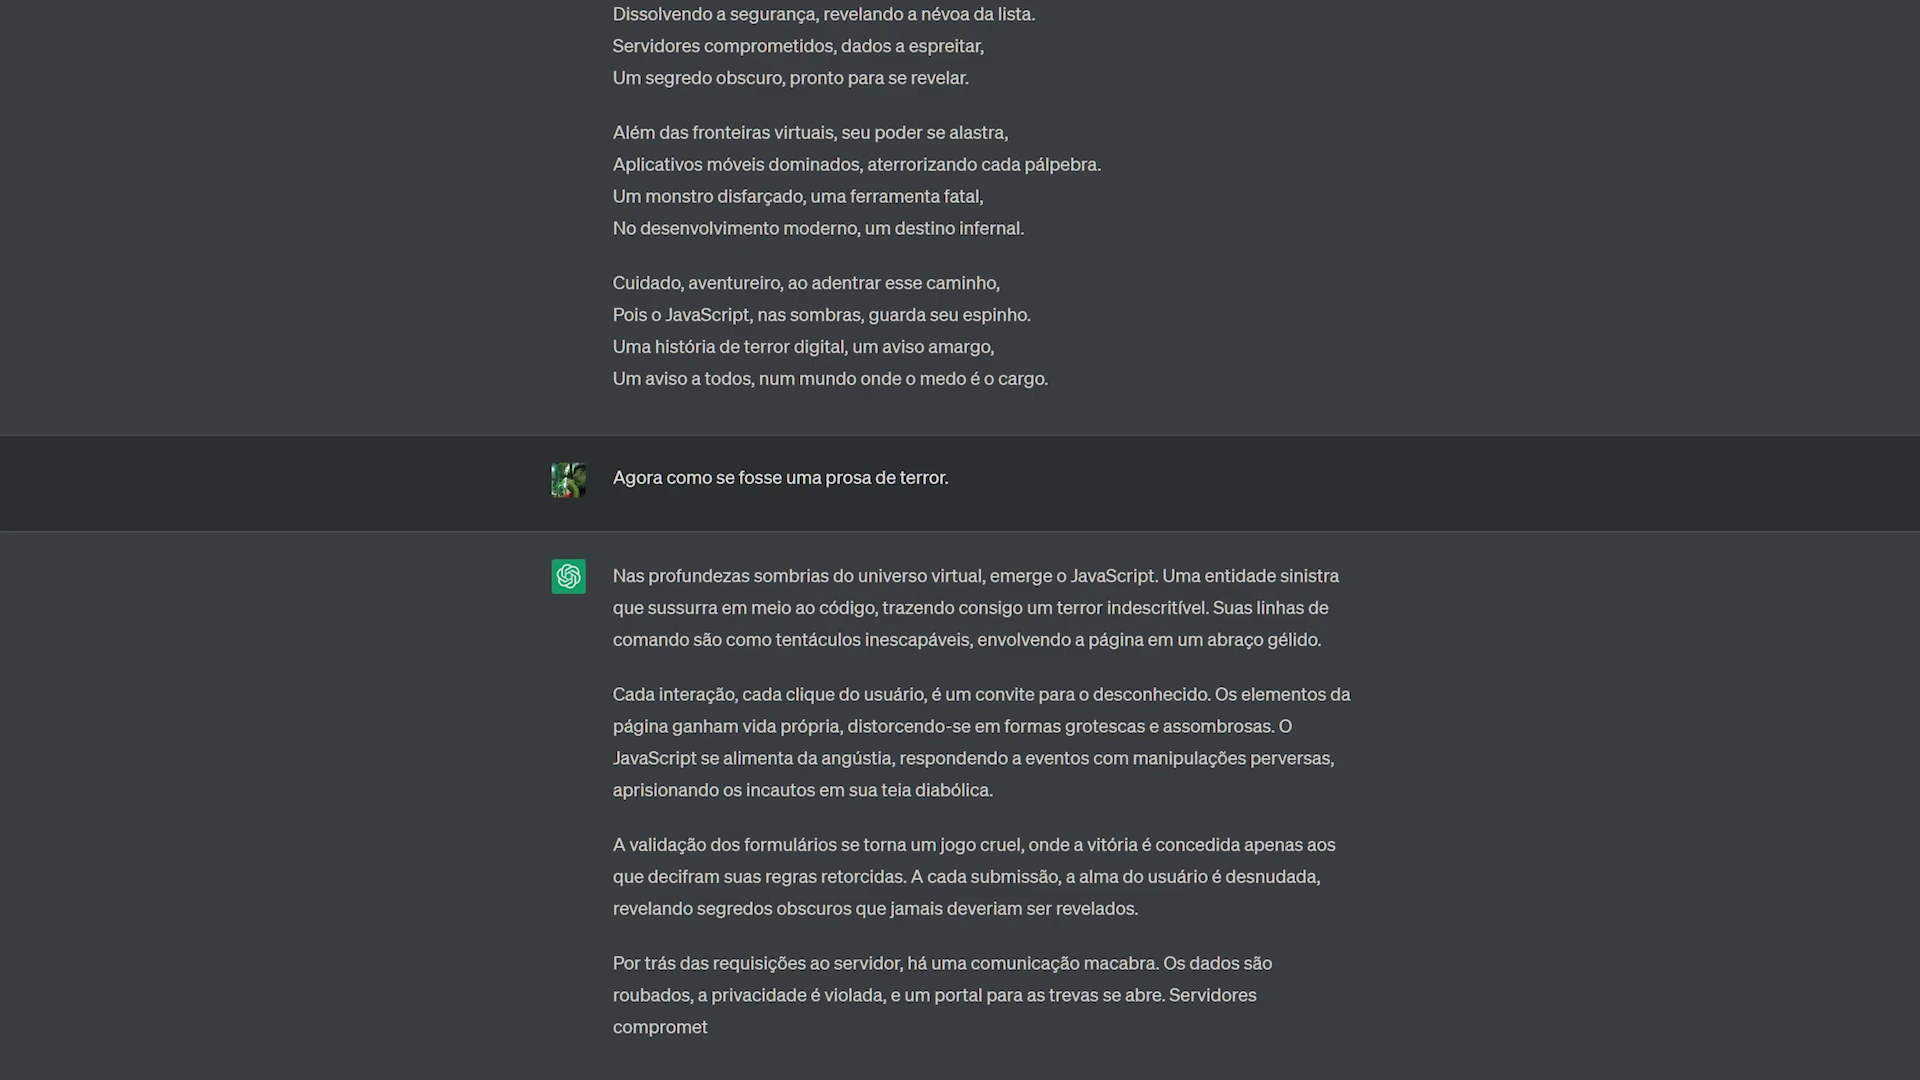 Dissolvendo a segurança, revelando a névoa da lista.
Servidores comprometidos, dados a espreitar,
Um segredo obscuro, pronto para se revelar.
Além das fronteiras virtuais, seu poder se alastra,
Aplicativos móveis dominados, aterrorizando cada pálpebra.
Um monstro disfarçado, uma ferramenta fatal,
No desenvolvimento moderno, um destino infernal.
Cuidado, aventureiro, ao adentrar esse caminho,
Pois o JavaScript, nas sombras, guarda seu espinho.
Uma história de terror digital, um aviso amargo,
Um aviso a todos, num mundo onde o medo é o cargo.
Agora como se fosse uma prosa de terror.
Nas profundezas sombrias do universo virtual, emerge o JavaScript. Uma entidade sinistra
que sussurra em meio ao código, trazendo consigo um terror indescritível. Suas linhas de
comando são como tentáculos inescapáveis, envolvendo a página em um abraço gélido.
Cada interação, cada clique do usuário, é um convite para o desconhecido. Os elementos da
página ganham vida própria, distorcendo-se em formas grotescas e assombrosas. O
JavaScript se alimenta da angústia, respondendo a eventos com manipulações perversas,
aprisionando os incautos em sua teia diabólica.
A validação dos formulários se torna um jogo cruel, onde a vitória é concedida apenas aos
que decifram suas regras retorcidas. A cada submissão, a alma do usuário é desnudada,
revelando segredos obscuros que jamais deveriam ser revelados.
Por trás das requisições ao servidor, há uma comunicação macabra. Os dados são
roubados, a privacidade é violada, e um portal para as trevas se abre. Servidores
compromet